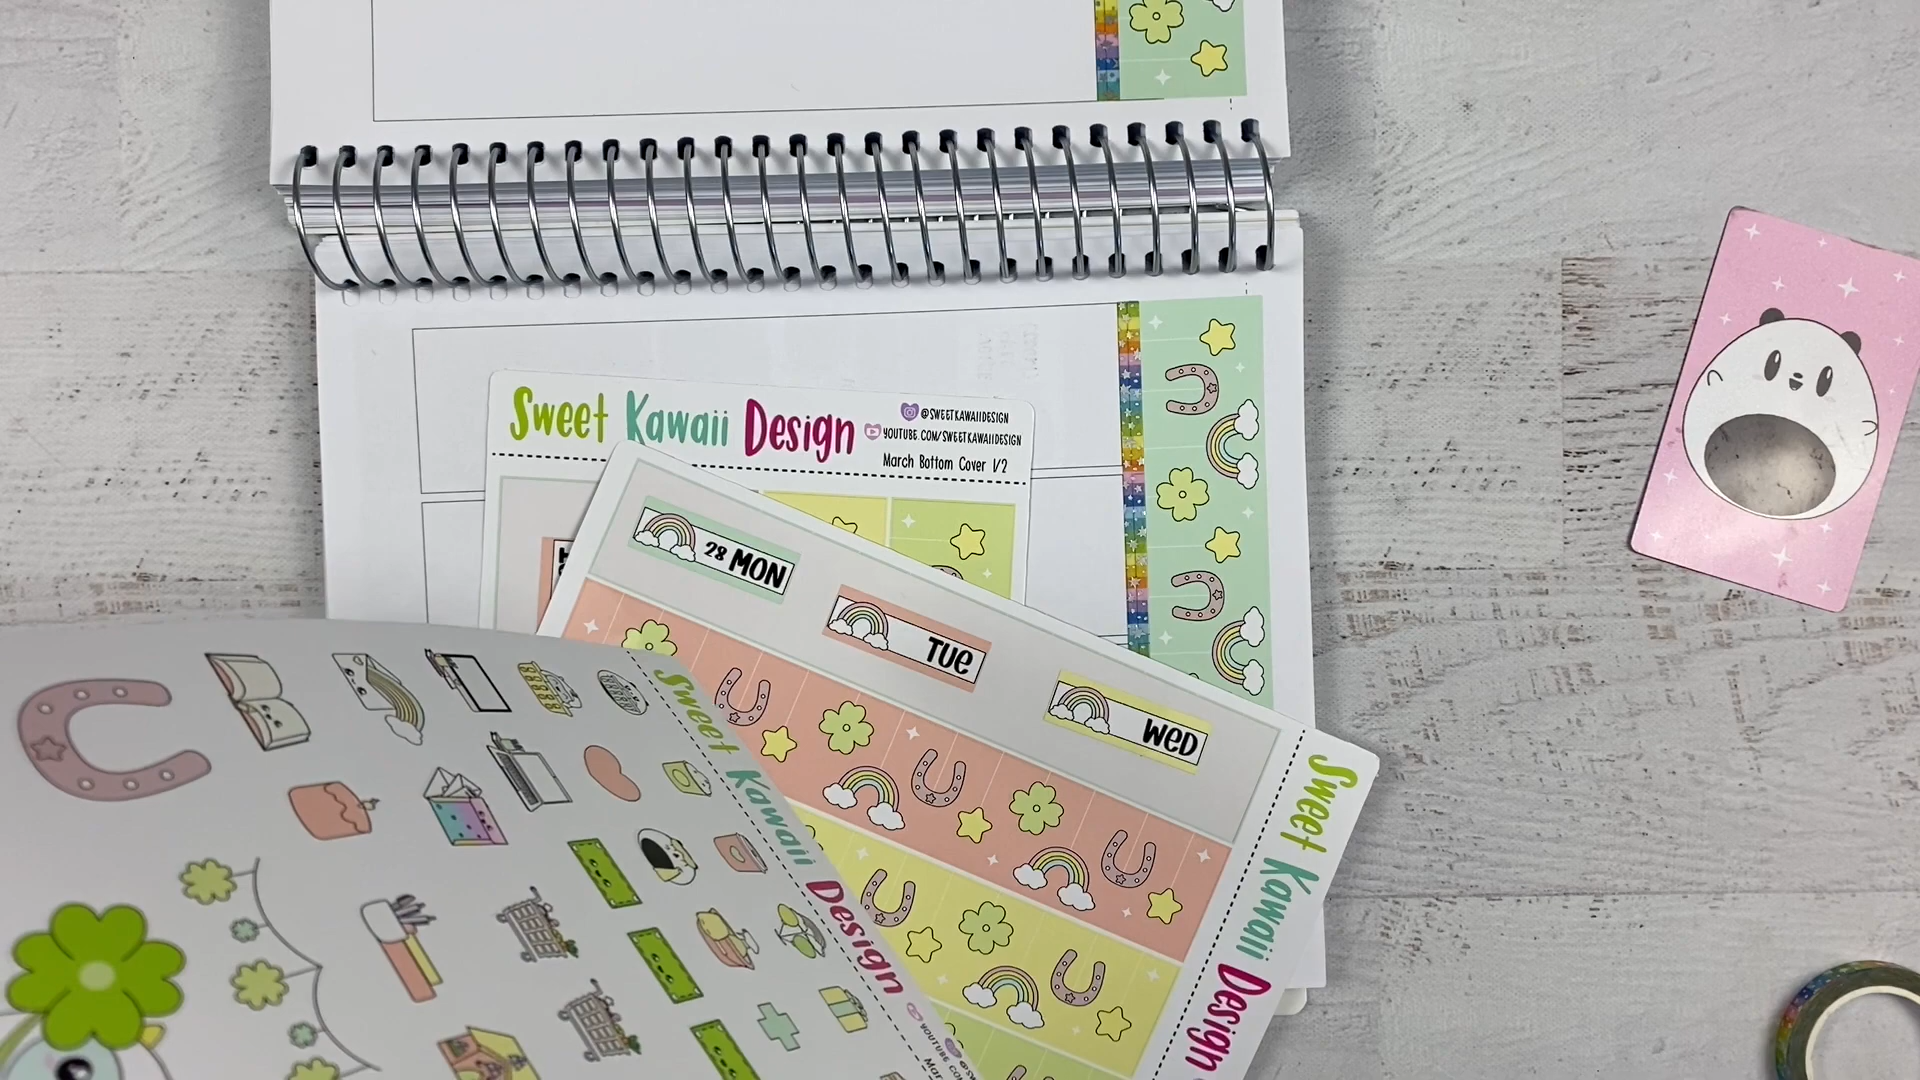 Sweet Kawaii Design
@SWEETKAWAIIDESIGN
YOUTUBE.COM/SWEETKAWAIIDESIGN
March Bottom Cover 1/2
28 MON
TUE
WED
Sweet Kawaii Design
Sweet Kawaii Design